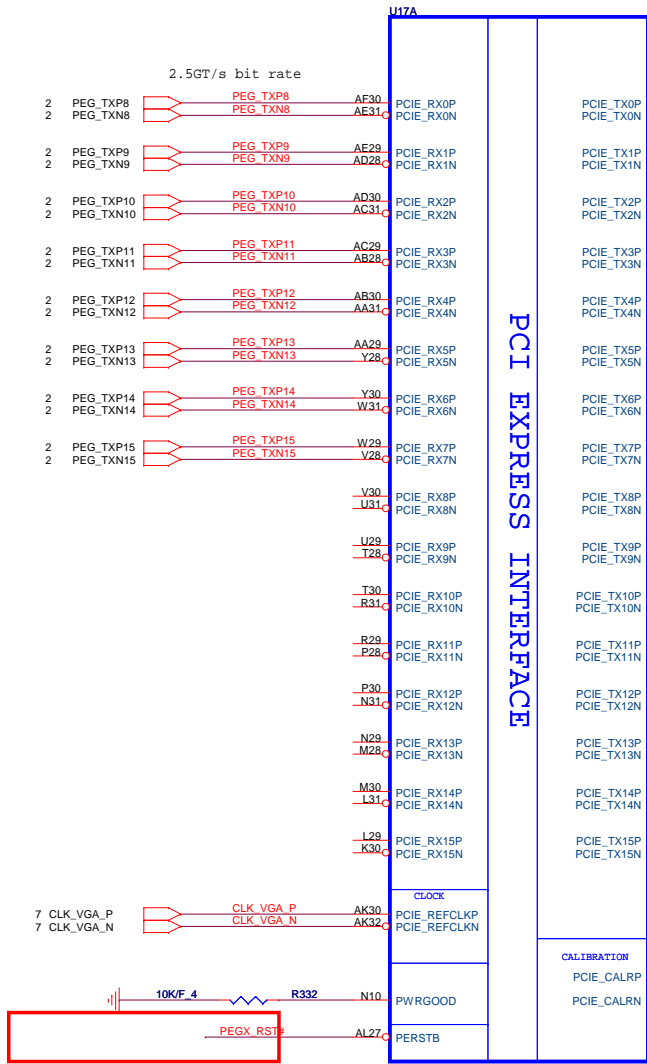 U17A
2.5GT/s bit rate
2 PEG_TXP8 PEG_TXP8 AF30 PCIE_RX0P PCIE_TX0P
2 PEG_TXN8 PEG_TXN8 AE31 PCIE_RX0N PCIE_TX0N
2 PEG_TXP9 PEG_TXP9 AE29 PCIE_RX1P PCIE_TX1P
2 PEG_TXN9 PEG_TXN9 AD28 PCIE_RX1N PCIE_TX1N
2 PEG_TXP10 PEG_TXP10 AD30 PCIE_RX2P PCIE_TX2P
2 PEG_TXN10 PEG_TXN10 AC31 PCIE_RX2N PCIE_TX2N
2 PEG_TXP11 PEG_TXP11 AC29 PCIE_RX3P PCIE_TX3P
2 PEG_TXN11 PEG_TXN11 AB28 PCIE_RX3N PCIE_TX3N
2 PEG_TXP12 PEG_TXP12 AB30 PCIE_RX4P PCIE_TX4P
2 PEG_TXN12 PEG_TXN12 AA31 PCIE_RX4N PCIE_TX4N
2 PEG_TXP13 PEG_TXP13 AA29 PCIE_RX5P PCIE_TX5P
2 PEG_TXN13 PEG_TXN13 Y28 PCIE_RX5N PCIE_TX5N
2 PEG_TXP14 PEG_TXP14 Y30 PCIE_RX6P PCIE_TX6P
2 PEG_TXN14 PEG_TXN14 W31 PCIE_RX6N PCIE_TX6N
2 PEG_TXP15 PEG_TXP15 W29 PCIE_RX7P PCIE_TX7P
2 PEG_TXN15 PEG_TXN15 V28 PCIE_RX7N PCIE_TX7N
V30 PCIE_RX8P PCIE_TX8P
U31 PCIE_RX8N PCIE_TX8N
U29 PCIE_RX9P PCIE_TX9P
T28 PCIE_RX9N PCIE_TX9N
T30 PCIE_RX10P PCIE_TX10P
R31 PCIE_RX10N PCIE_TX10N
R29 PCIE_RX11P PCIE_TX11P
P28 PCIE_RX11N PCIE_TX11N
P30 PCIE_RX12P PCIE_TX12P
N31 PCIE_RX12N PCIE_TX12N
N29 PCIE_RX13P PCIE_TX13P
M28 PCIE_RX13N PCIE_TX13N
M30 PCIE_RX14P PCIE_TX14P
L31 PCIE_RX14N PCIE_TX14N
L29 PCIE_RX15P PCIE_TX15P
K30 PCIE_RX15N PCIE_TX15N
PCI EXPRESS INTERFACE
CLOCK
7 CLK_VGA_P CLK_VGA_P AK30 PCIE_REFCLKP
7 CLK_VGA_N CLK_VGA_N AK32 PCIE_REFCLKN
CALIBRATION
PCIE_CALRP
10K/F_4 R332 N10 PWRGOOD PCIE_CALRN
PEGX_RST# AL27 PERSTB